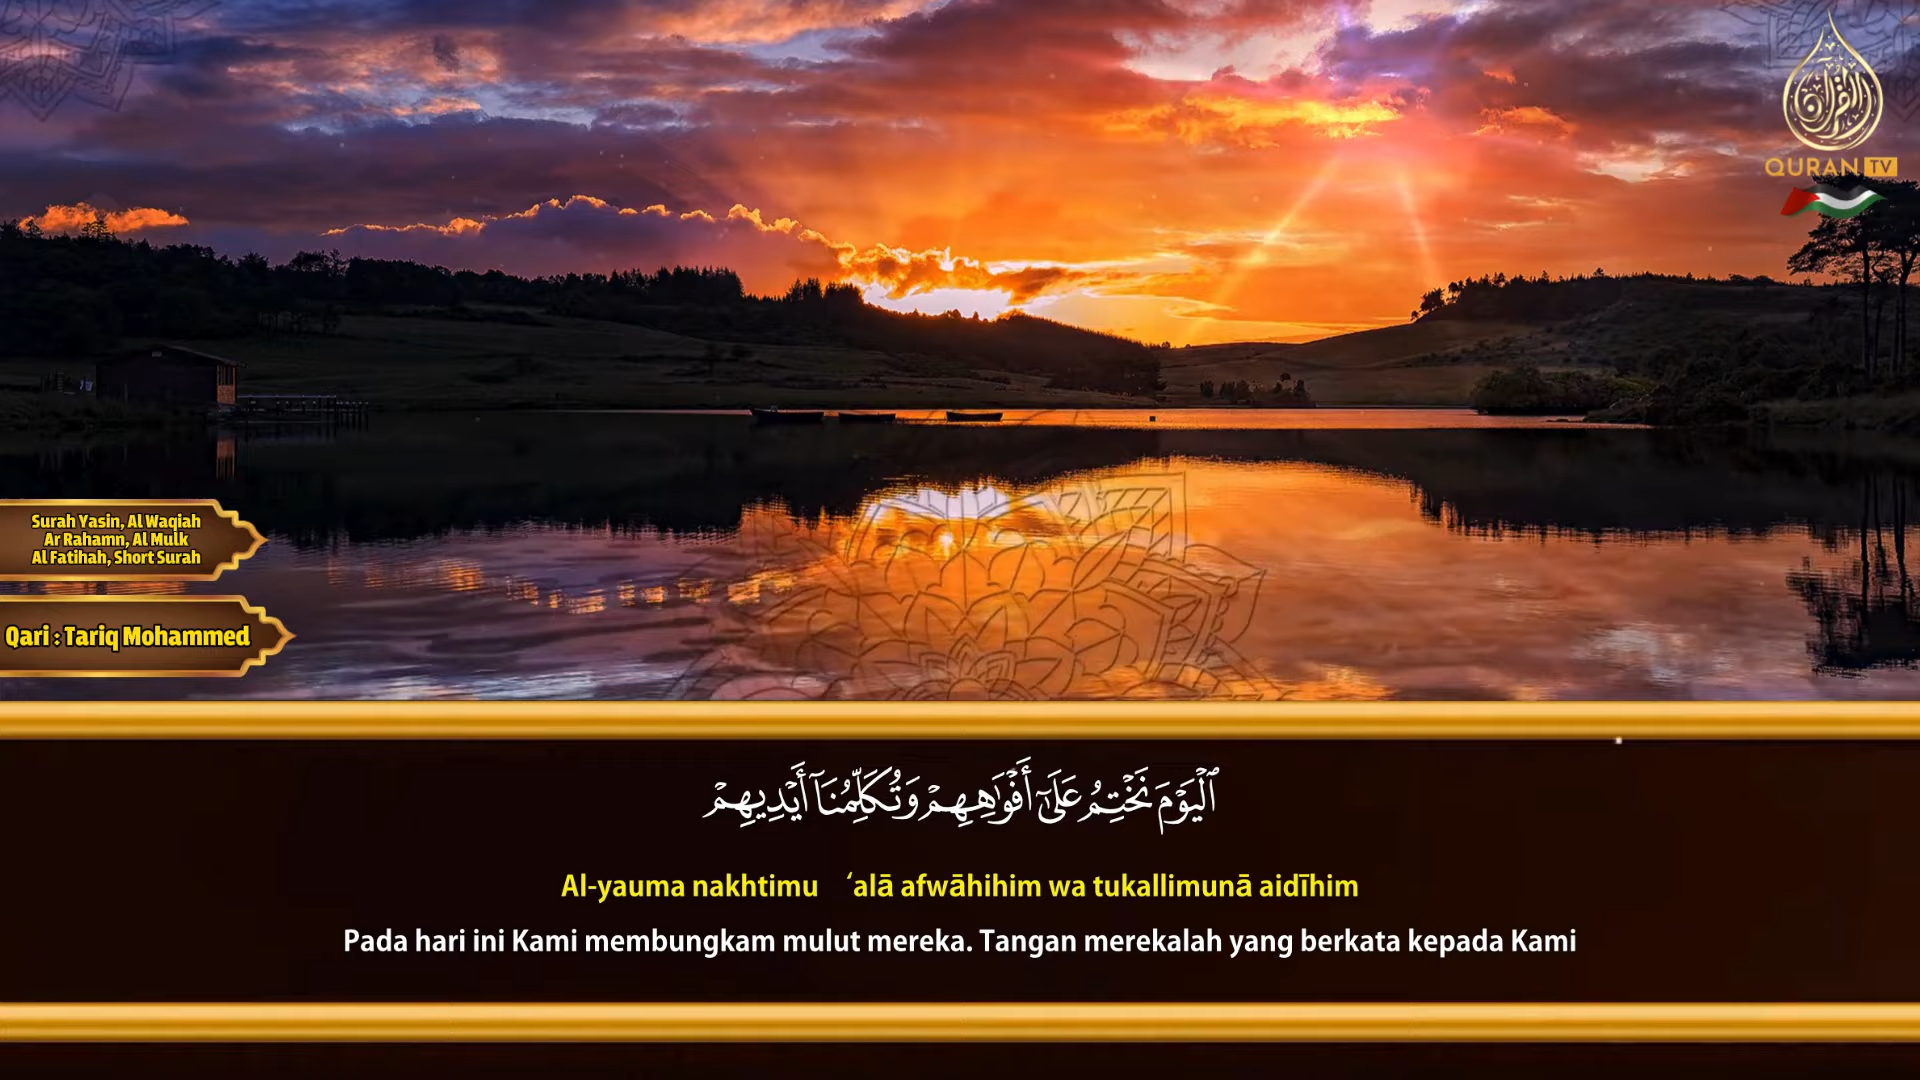 القرآن
QURAN TV
Surah Yasin, Al Waqiah
Ar Rahamn, Al Mulk
Al Fatihah, Short Surah
Qari : Tariq Mohammed
ٱلْيَوْمَ نَخْتِمُ عَلَىٰٓ أَفْوَٰهِهِمْ وَتُكَلِّمُنَآ أَيْدِيهِمْ
Al-yauma nakhtimu ‘alā afwāhihim wa tukallimunā aidīhim
Pada hari ini Kami membungkam mulut mereka. Tangan merekalah yang berkata kepada Kami